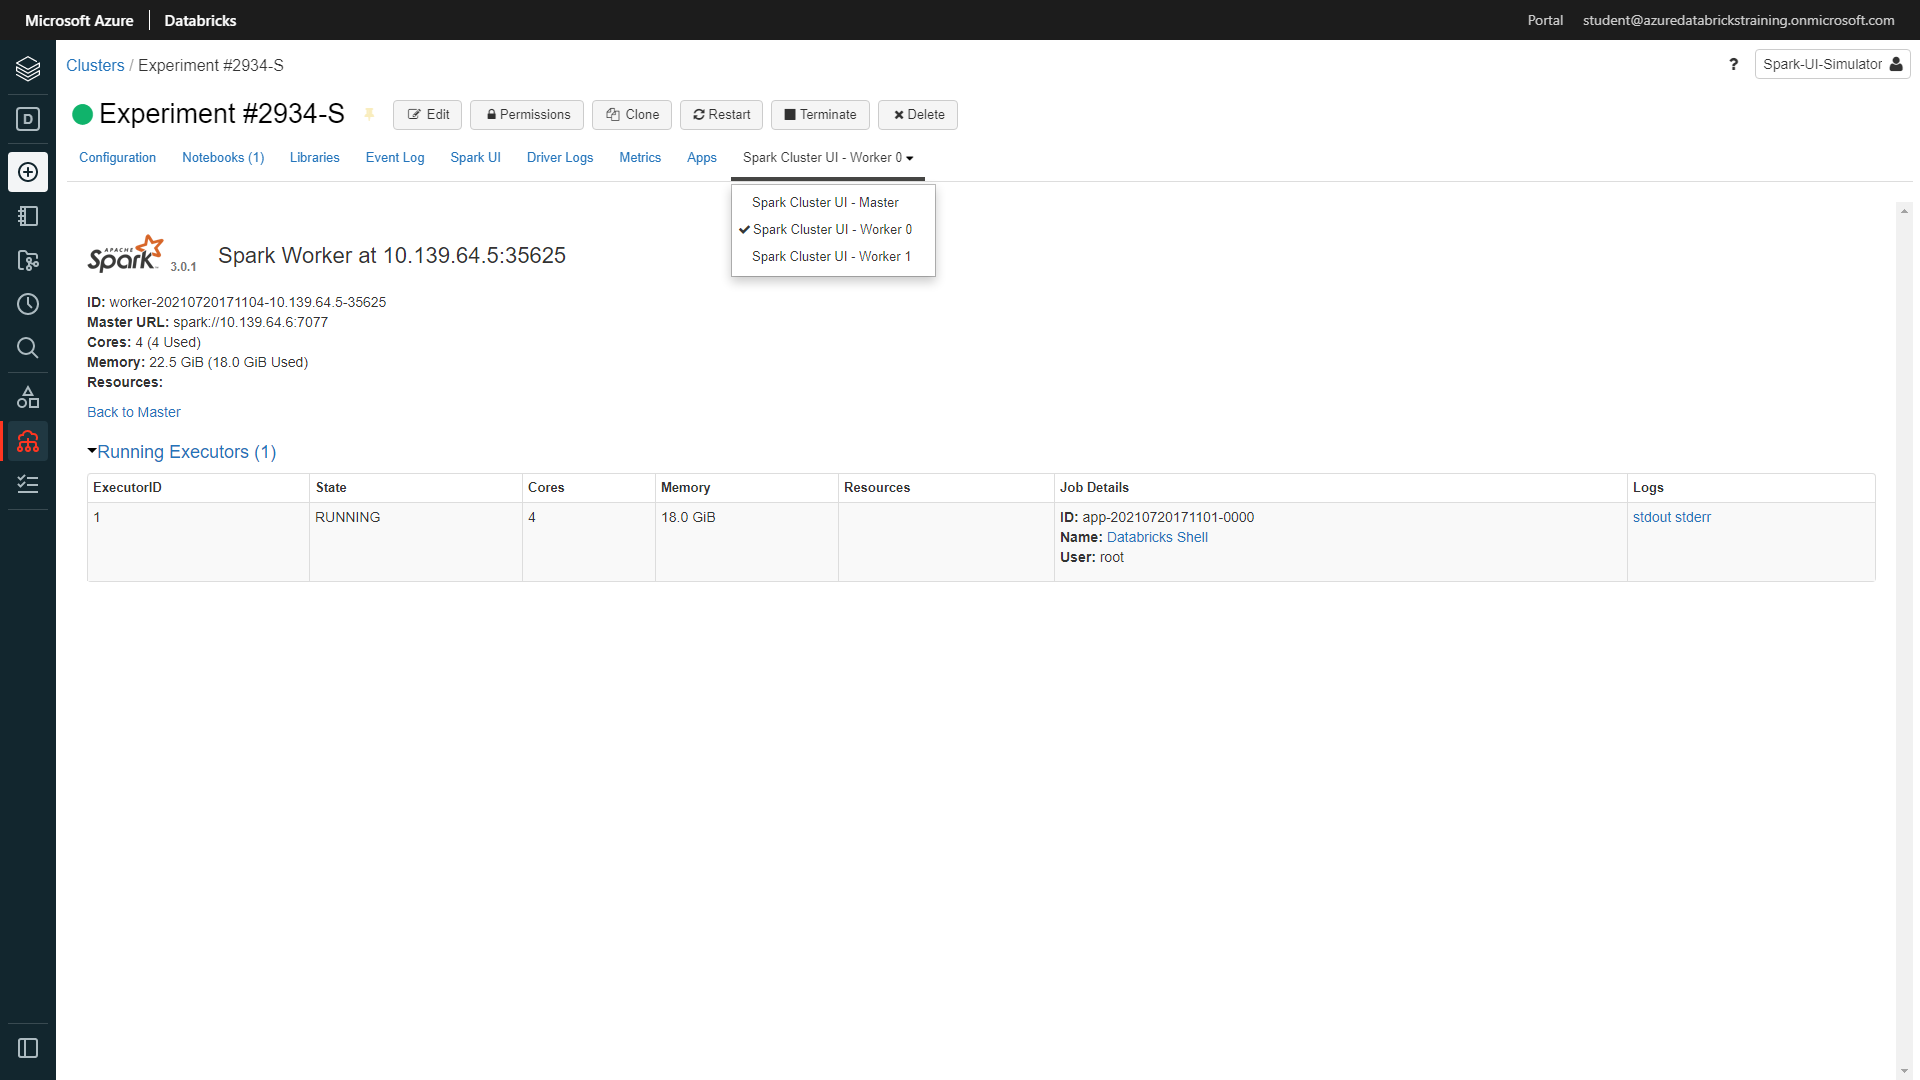 Microsoft Azure Databricks Portal student@azuredatabrickstraining.onmicrosoft.com
Clusters / Experiment #2934-S ? Spark-UI-Simulator
D
Experiment #2934-S Edit Permissions Clone Restart Terminate Delete
Configuration Notebooks (1) Libraries Event Log Spark UI Driver Logs Metrics Apps Spark Cluster UI - Worker 0
Spark Cluster UI - Master
Spark Cluster UI - Worker 0
Spark Cluster UI - Worker 1
APACHE Spark 3.0.1 Spark Worker at 10.139.64.5:35625
ID: worker-20210720171104-10.139.64.5-35625
Master URL: spark://10.139.64.6:7077
Cores: 4 (4 Used)
Memory: 22.5 GiB (18.0 GiB Used)
Resources:
Back to Master
Running Executors (1)
ExecutorID State Cores Memory Resources Job Details Logs
1 RUNNING 4 18.0 GiB ID: app-20210720171101-0000 stdout stderr
Name: Databricks Shell
User: root